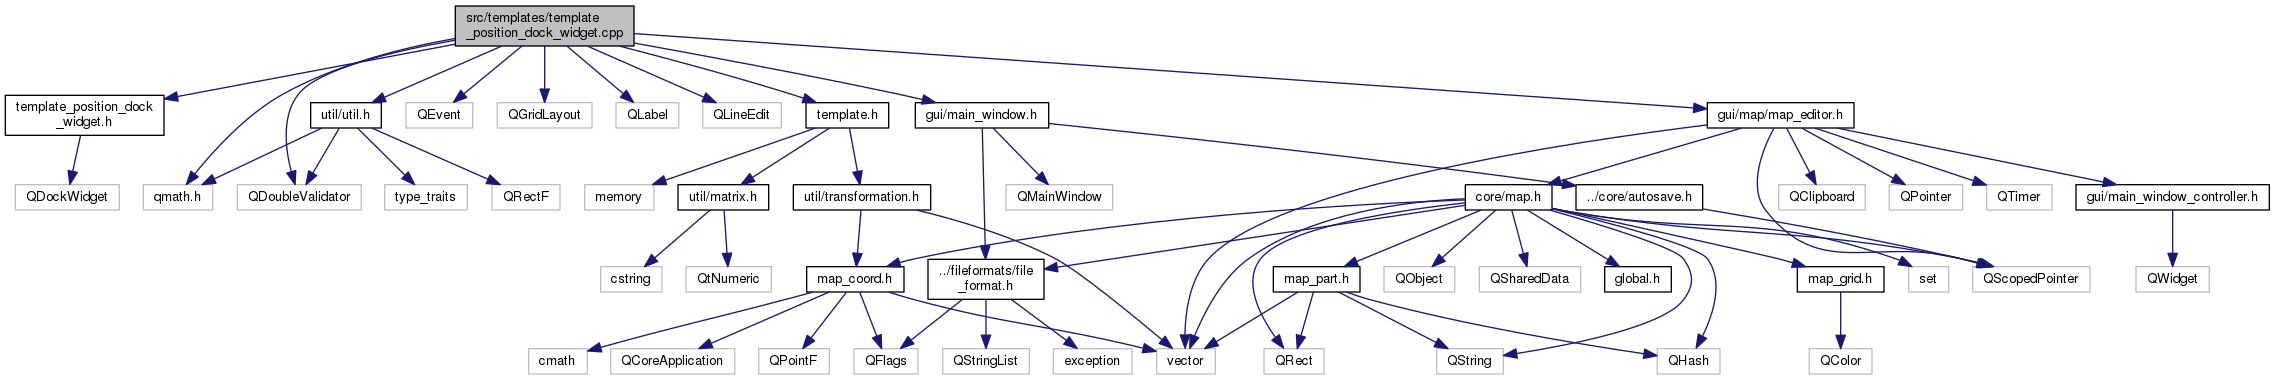 src/templates/template
_position_dock_widget.cpp
template_position_dock
_widget.h
util/util.h
QEvent
QGridLayout
QLabel
QLineEdit
template.h
gui/main_window.h
gui/map/map_editor.h
QDockWidget
qmath.h
QDoubleValidator
type_traits
QRectF
memory
util/matrix.h
util/transformation.h
QMainWindow
core/map.h
../core/autosave.h
QClipboard
QPointer
QTimer
gui/main_window_controller.h
cstring
QtNumeric
map_coord.h
../fileformats/file
_format.h
map_part.h
QObject
QSharedData
global.h
map_grid.h
set
QScopedPointer
QWidget
cmath
QCoreApplication
QPointF
QFlags
QStringList
exception
vector
QRect
QString
QHash
QColor